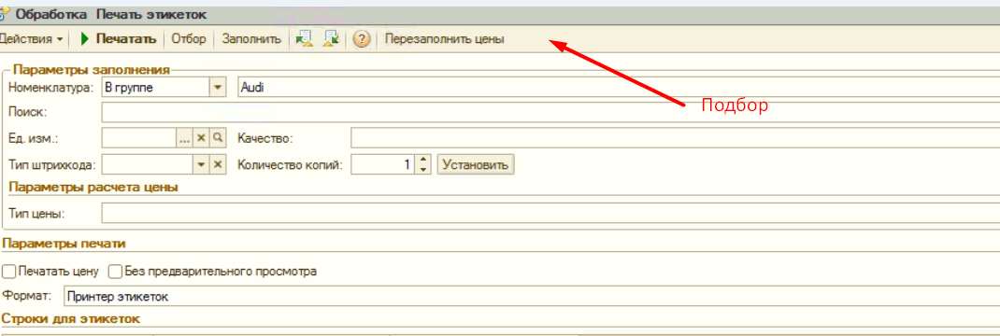 Обработка Печать этикеток
Действия Печатать Отбор Заполнить ? Перезаполнить цены
Параметры заполнения
Номенклатура: В группе Audi
Подбор
Поиск:
Ед. изм.: ... Качество:
Тип штрихкода: Количество копий: 1 Установить
Параметры расчета цены
Тип цены:
Параметры печати
Печатать цену Без предварительного просмотра
Формат: Принтер этикеток
Строки для этикеток